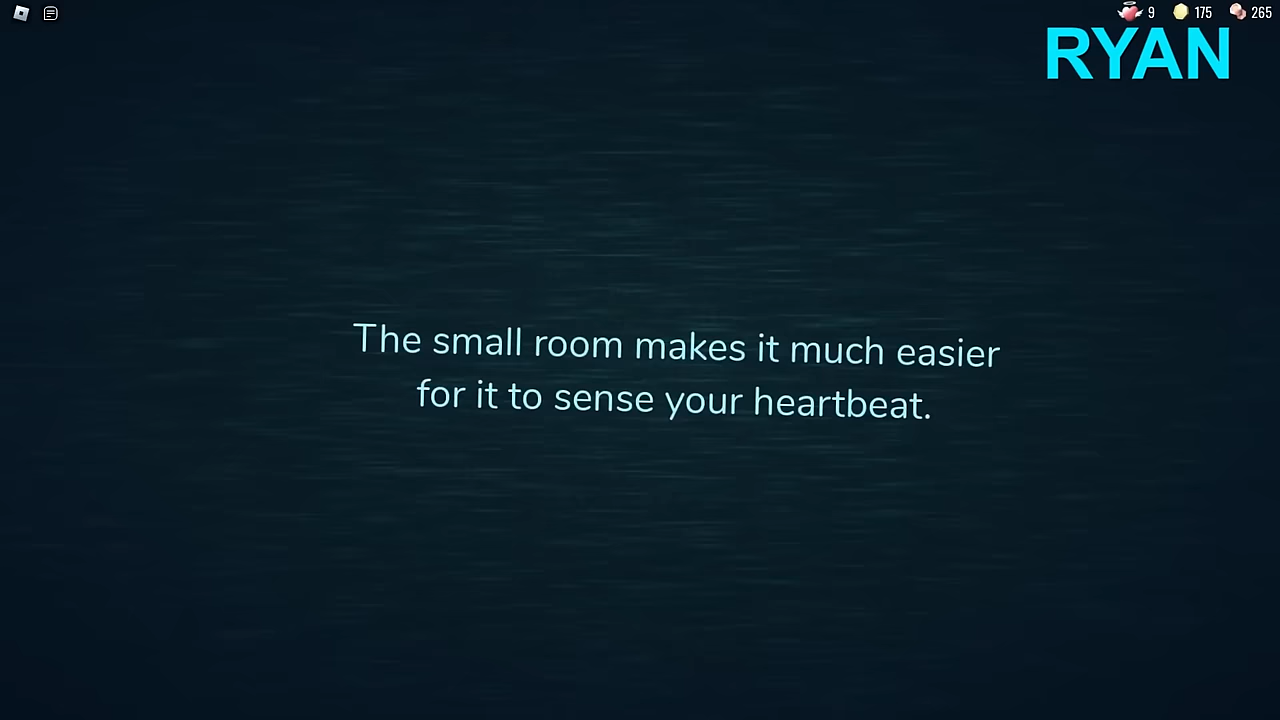 9 175 265
RYAN
The small room makes it much easier
for it to sense your heartbeat.